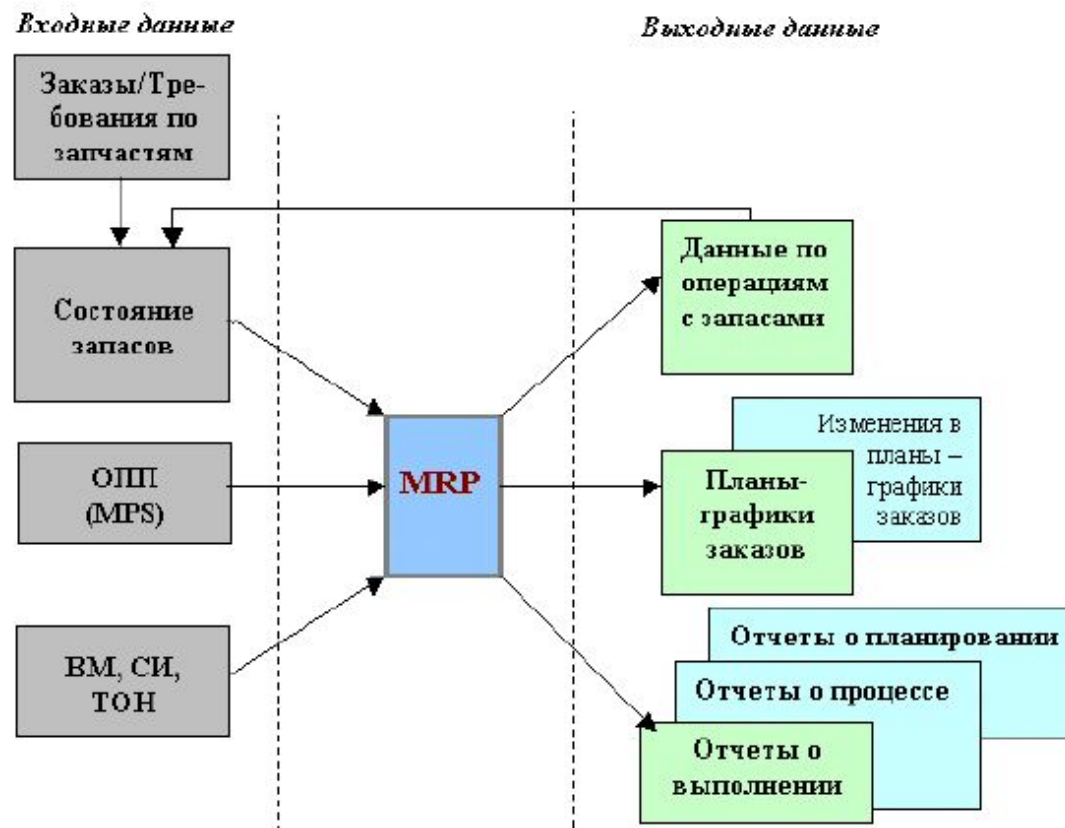 Входные данные
Выходные данные
Заказы/Тре-
бования по
запчастям
Состояние
запасов
ОПП
(MPS)
ВМ, СИ,
ТОН
MRP
Данные по
операциям
с запасами
Изменения в
планы –
графики
заказов
Планы-
графики
заказов
Отчеты о планировании
Отчеты о процессе
Отчеты о
выполнении